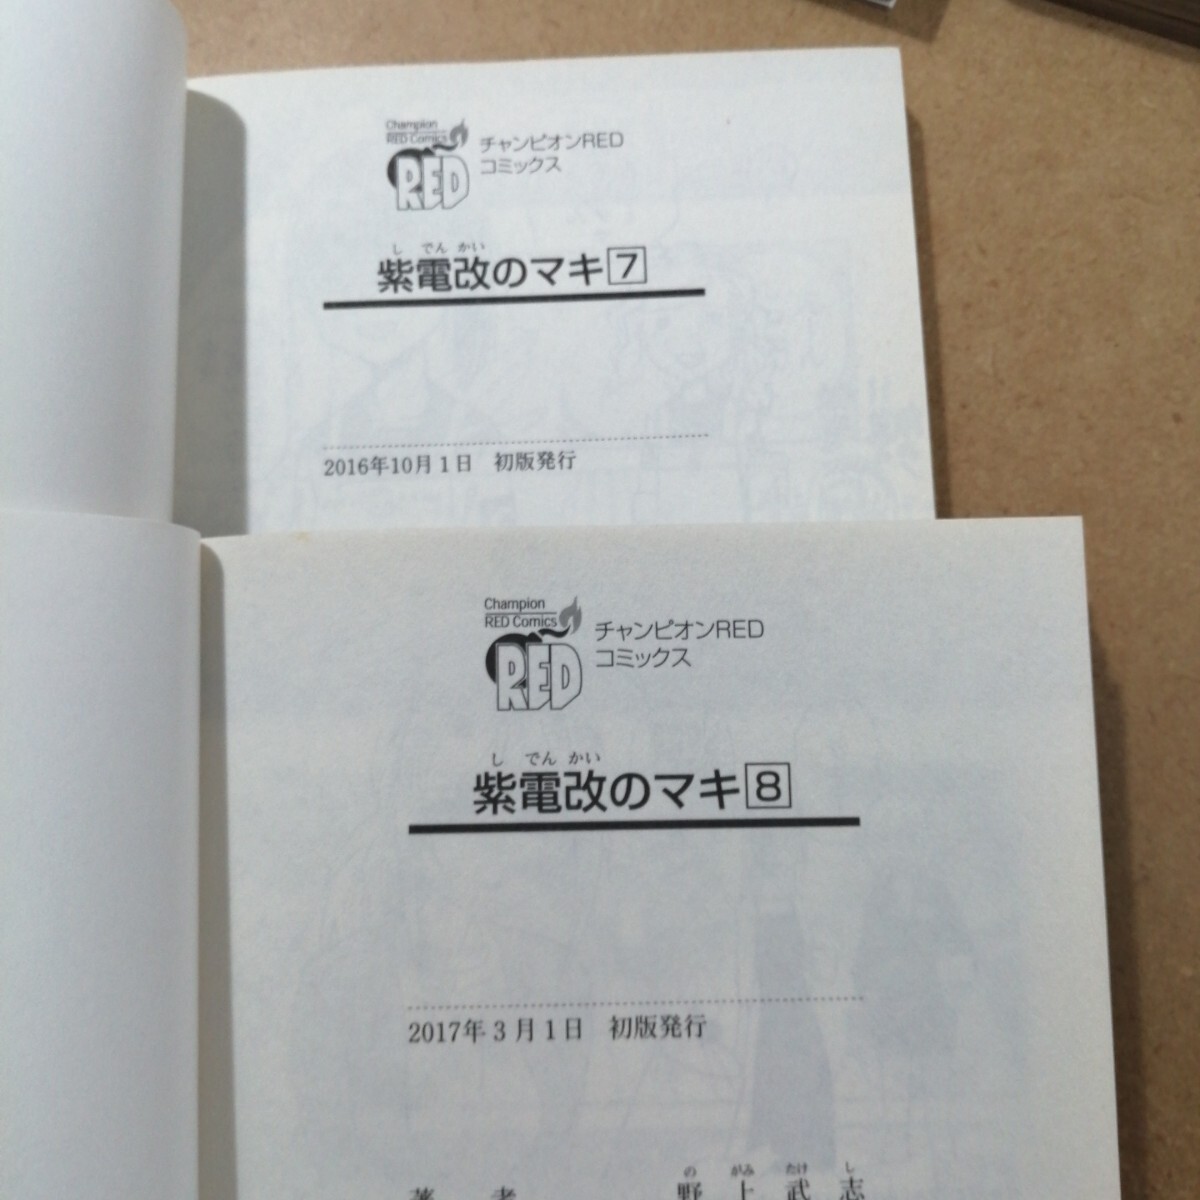 Champion
RED Comics
RED
チャンピオンRED
コミックス
し でん かい
紫電改のマキ7
2016年10月1日 初版発行
Champion
RED Comics
RED
チャンピオンRED
コミックス
し でん かい
紫電改のマキ8
2017年3月1日 初版発行
の がみ たけ し
著者 野上武志